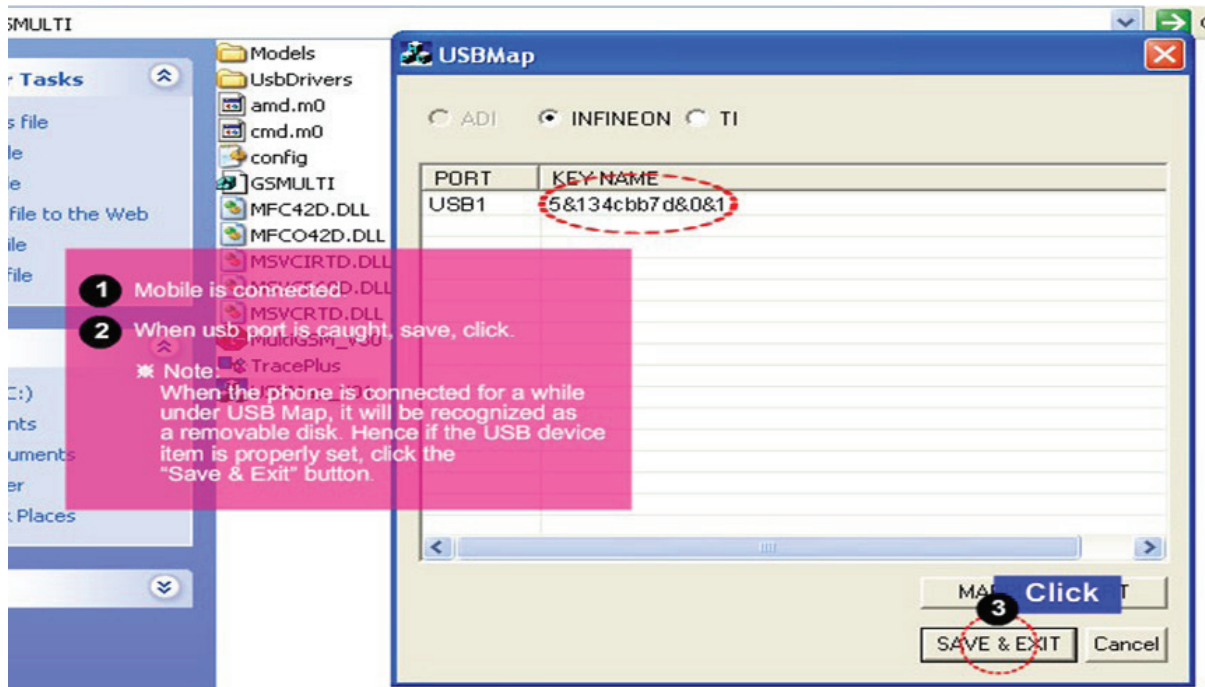 SMULTI
r Tasks
s file
le
e
file to the Web
ile
file
C:)
nts
uments
er
Places
Models
UsbDrivers
amd.m0
cmd.m0
config
GSMULTI
MFC42D.DLL
MFCO42D.DLL
MSVCIRTD.DLL
MSVCRTD.DLL
TracePlus
USBMap
ADI INFINEON TI
PORT KEY NAME
USB1 5&134cbb7d&0&1
1 Mobile is connected
2 When usb port is caught, save, click.
※ Note:
When the phone is connected for a while
under USB Map, it will be recognized as
a removable disk. Hence if the USB device
item is properly set, click the
“Save & Exit” button.
Click
3
SAVE & EXIT Cancel